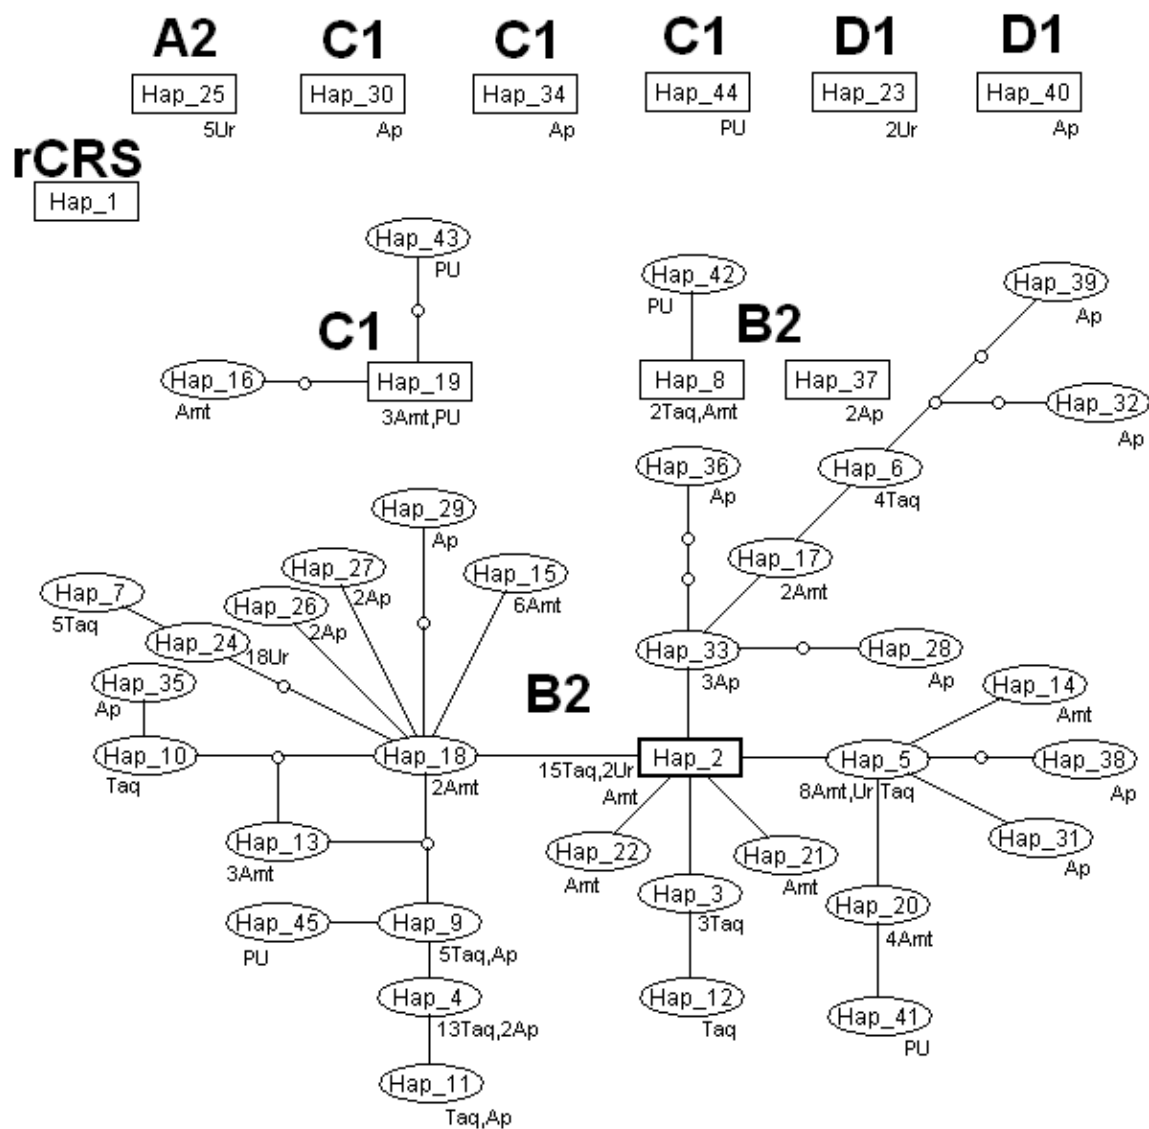 A2 C1 C1 C1 D1 D1
Hap_25 Hap_30 Hap_34 Hap_44 Hap_23 Hap_40
5Ur Ap Ap PU 2Ur Ap
rCRS
Hap_1
Hap_43
PU
Hap_42
PU
Hap_39
Ap
C1 B2
Hap_16 Hap_19 Hap_8 Hap_37
Amt 3Amt,PU 2Taq,Amt 2Ap
Hap_32
Ap
Hap_36 Hap_6
Ap 4Taq
Hap_29
Ap
Hap_27 Hap_15 Hap_17
2Ap 6Amt 2Amt
Hap_7 Hap_26
5Taq 2Ap
Hap_24 Hap_33 Hap_28
18Ur 3Ap Ap
Hap_35 B2 Hap_14
Ap Amt
Hap_10 Hap_18 Hap_2 Hap_5 Hap_38
Taq 2Amt 15Taq,2Ur 8Amt,Ur Taq Ap
Amt
Hap_13 Hap_22 Hap_21 Hap_31
3Amt Amt Amt Ap
Hap_45 Hap_9 Hap_3 Hap_20
PU 5Taq,Ap 3Taq 4Amt
Hap_4 Hap_12 Hap_41
13Taq,2Ap Taq PU
Hap_11
Taq,Ap